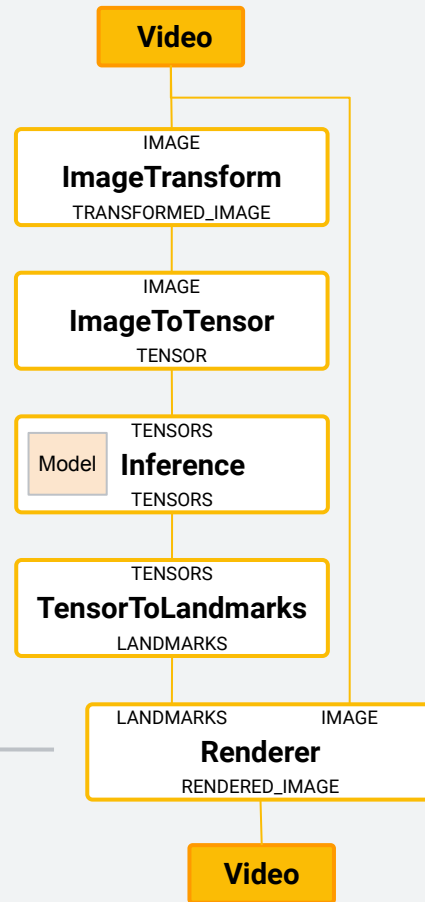 Video
IMAGE
ImageTransform
TRANSFORMED_IMAGE
IMAGE
ImageToTensor
TENSOR
TENSORS
Model
Inference
TENSORS
TENSORS
TensorToLandmarks
LANDMARKS
LANDMARKS IMAGE
Renderer
RENDERED_IMAGE
Video